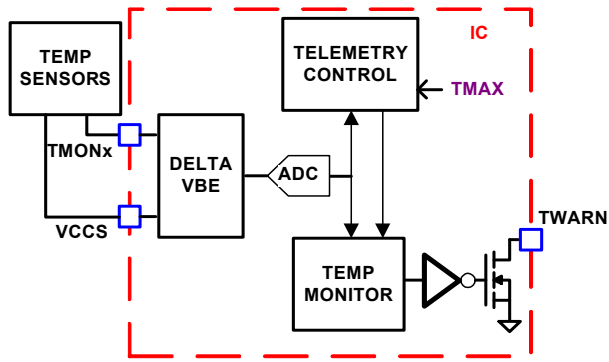 IC
TEMP
SENSORS
TELEMETRY
CONTROL
TMAX
TMONx
DELTA
VBE
ADC
VCCS
TWARN
TEMP
MONITOR